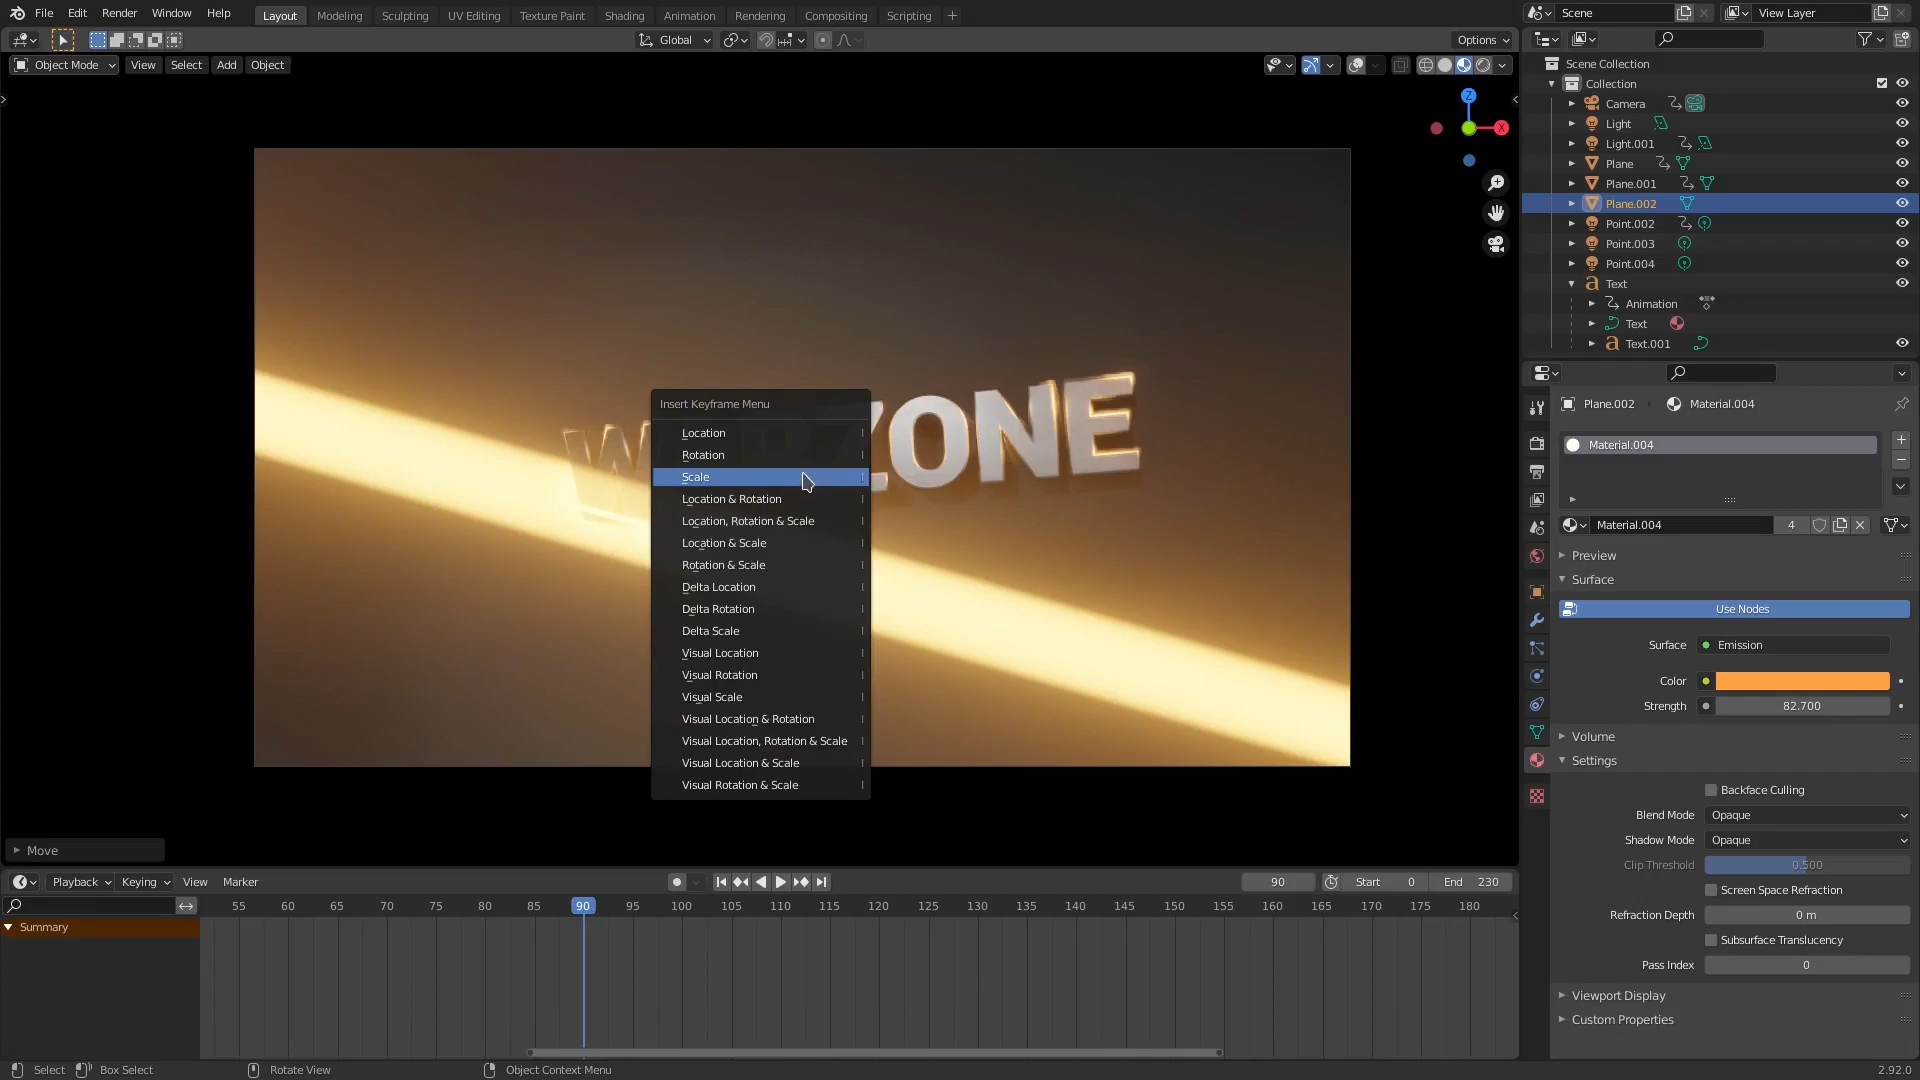 File Edit Render Window Help Layout Modeling Sculpting UV Editing Texture Paint Shading Animation Rendering Compositing Scripting + Scene View Layer
Global Options
Object Mode View Select Add Object
Z
X
Scene Collection
Collection
Camera
Light
Light.001
Plane
Plane.001
Plane.002
Point.002
Point.003
Point.004
Text
Animation
Text
Text.001
ZONE
Insert Keyframe Menu
Location I
Rotation I
Scale I
Location & Rotation I
Location, Rotation & Scale I
Location & Scale I
Rotation & Scale I
Delta Location I
Delta Rotation I
Delta Scale I
Visual Location I
Visual Rotation I
Visual Scale I
Visual Location & Rotation I
Visual Location, Rotation & Scale I
Visual Location & Scale I
Visual Rotation & Scale I
Move
Plane.002 Material.004
Material.004
Material.004 4
Preview
Surface
Use Nodes
Surface Emission
Color
Strength 82.700
Volume
Settings
Backface Culling
Blend Mode Opaque
Shadow Mode Opaque
Clip Threshold 0.500
Screen Space Refraction
Refraction Depth 0 m
Subsurface Translucency
Pass Index 0
Viewport Display
Custom Properties
Playback Keying View Marker 90 Start 0 End 230
55 60 65 70 75 80 85 90 95 100 105 110 115 120 125 130 135 140 145 150 155 160 165 170 175 180
Summary
Select Box Select Rotate View Object Context Menu 2.92.0